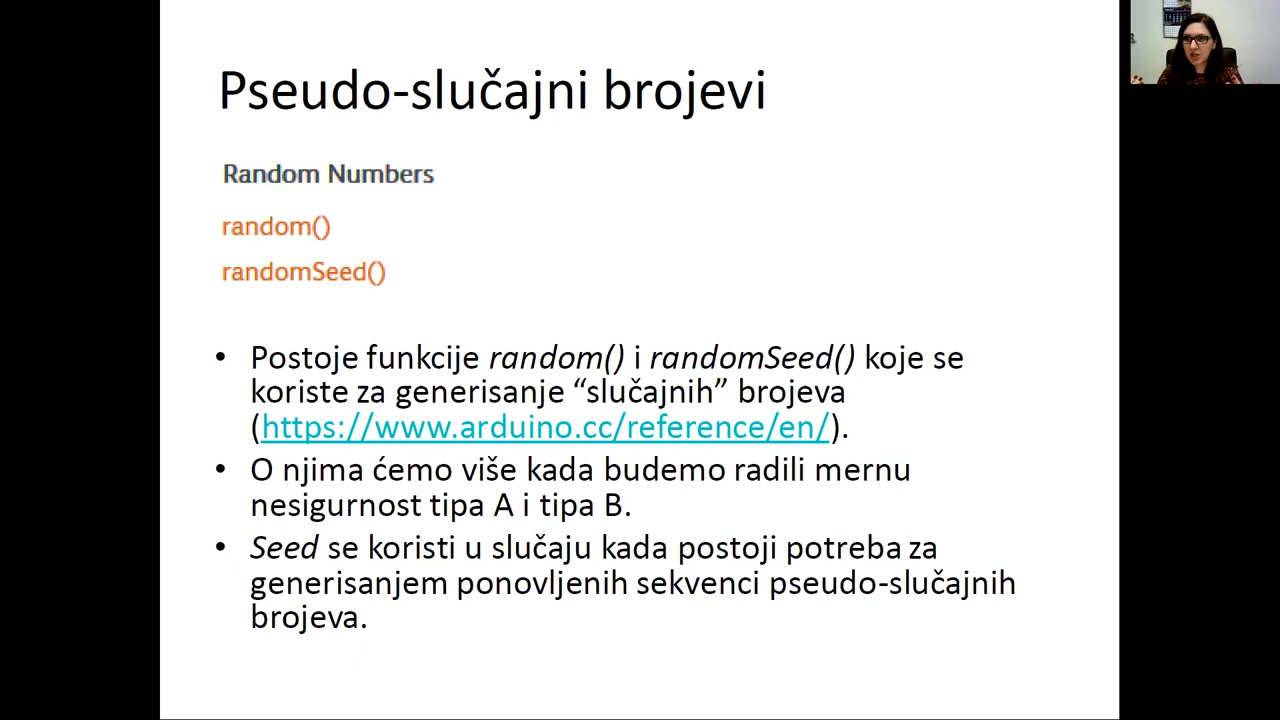 Pseudo-slučajni brojevi
Random Numbers
random()
randomSeed()
• Postoje funkcije random() i randomSeed() koje se
koriste za generisanje “slučajnih” brojeva
(https://www.arduino.cc/reference/en/).
• O njima ćemo više kada budemo radili mernu
nesigurnost tipa A i tipa B.
• Seed se koristi u slučaju kada postoji potreba za
generisanjem ponovljenih sekvenci pseudo-slučajnih
brojeva.